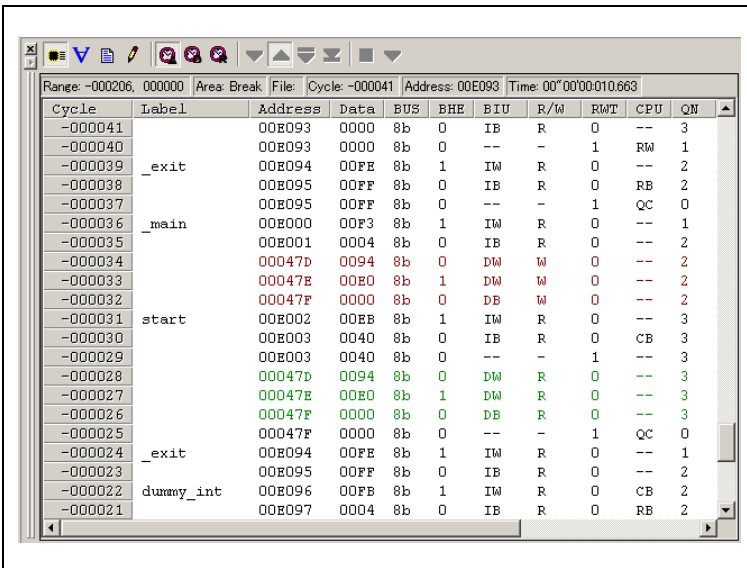 Range: -000206, 000000 Area: Break File: Cycle: -000041 Address: 00E093 Time: 00"00'00:010.663
Cycle Label Address Data BUS BHE BIU R/W RWT CPU QN
-000041 00E093 0000 8b 0 IB R 0 -- 3
-000040 00E093 0000 8b 0 -- - 1 RW 1
-000039 _exit 00E094 00FE 8b 1 IW R 0 -- 2
-000038 00E095 00FF 8b 0 IB R 0 RB 2
-000037 00E095 00FF 8b 0 -- - 1 QC 0
-000036 _main 00E000 00F3 8b 1 IW R 0 -- 1
-000035 00E001 0004 8b 0 IB R 0 -- 2
-000034 00047D 0094 8b 0 DW W 0 -- 2
-000033 00047E 00E0 8b 1 DW W 0 -- 2
-000032 00047F 0000 8b 0 DB W 0 -- 2
-000031 start 00E002 00EB 8b 1 IW R 0 -- 3
-000030 00E003 0040 8b 0 IB R 0 CB 3
-000029 00E003 0040 8b 0 -- - 1 -- 3
-000028 00047D 0094 8b 0 DW R 0 -- 3
-000027 00047E 00E0 8b 1 DW R 0 -- 3
-000026 00047F 0000 8b 0 DB R 0 -- 3
-000025 00047F 0000 8b 0 -- - 1 QC 0
-000024 _exit 00E094 00FE 8b 1 IW R 0 -- 1
-000023 00E095 00FF 8b 0 IB R 0 -- 2
-000022 dummy_int 00E096 00FB 8b 1 IW R 0 CB 2
-000021 00E097 0004 8b 0 IB R 0 RB 2